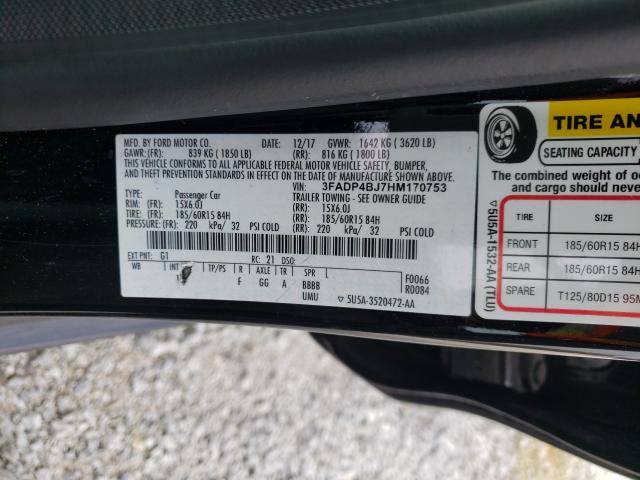 MFD. BY FORD MOTOR CO. DATE: 12/17 GVWR: 1642 KG ( 3620 LB)
GAWR:(FR): 839 KG ( 1850 LB) (RR): 816 KG ( 1800 LB)
THIS VEHICLE CONFORMS TO ALL APPLICABLE FEDERAL MOTOR VEHICLE SAFETY, BUMPER,
AND THEFT PREVENTION STANDARDS IN EFFECT ON THE DATE OF MANUFACTURE SHOWN ABOVE.
VIN: 3FADP4BJ7HM170753
TYPE: Passenger Car TRAILER TOWING - SEE OWNER GUIDE
RIM: (FR): 15X6.0J (RR): 15X6.0J
TIRE: (FR): 185/60R15 84H (RR): 185/60R15 84H
PRESSURE: (FR): 220 kPa/ 32 PSI COLD (RR): 220 kPa/ 32 PSI COLD
EXT PNT: G1 RC: 21 DSO:
WB INT TP/PS R AXLE TR SPR
F GG A BBBB
UMU
F0066
R0084
5U5A-3520472-AA
TIRE AN
SEATING CAPACITY
The combined weight of o
and cargo should never
TIRE SIZE
FRONT 185/60R15 84H
REAR 185/60R15 84H
SPARE T125/80D15 95M
5U5A-1532-AA (TLU)